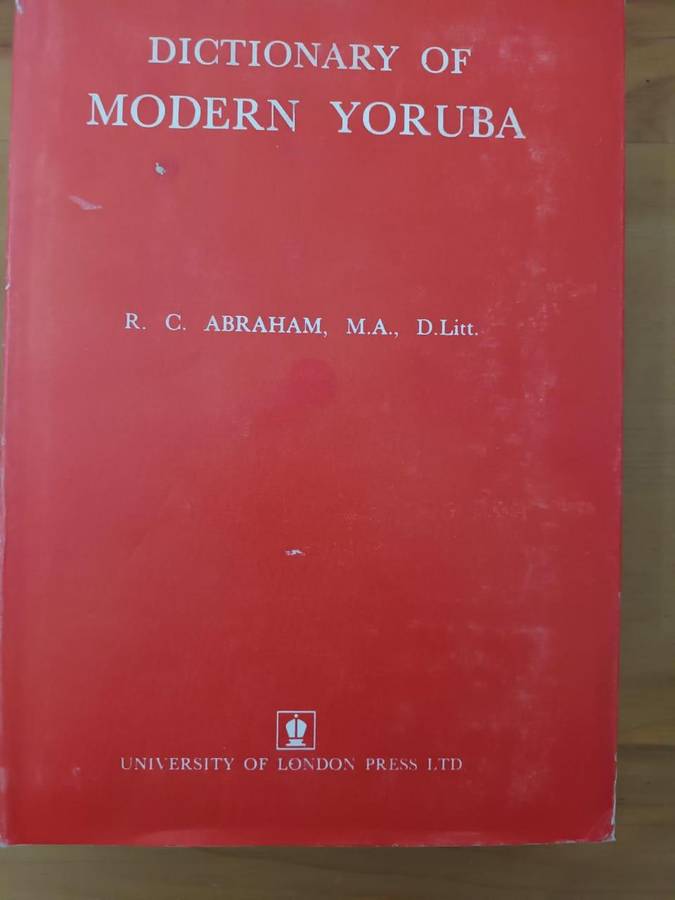 DICTIONARY OF
MODERN YORUBA
R. C. ABRAHAM, M.A., D.Litt.
UNIVERSITY OF LONDON PRESS LTD